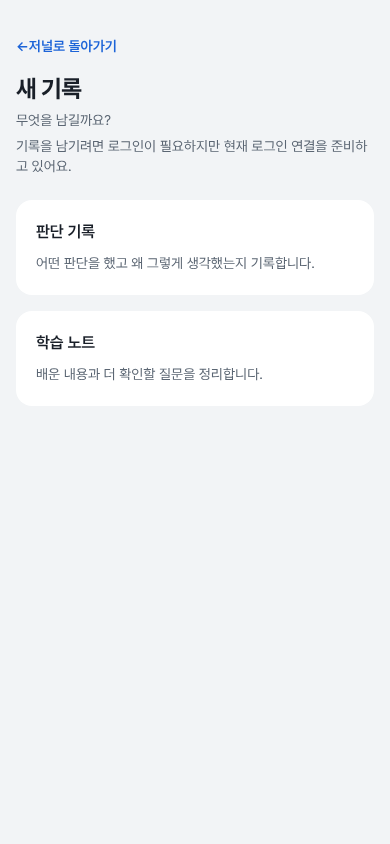 ←저널로 돌아가기
새 기록
무엇을 남길까요?
기록을 남기려면 로그인이 필요하지만 현재 로그인 연결을 준비하
고 있어요.
판단 기록
어떤 판단을 했고 왜 그렇게 생각했는지 기록합니다.
학습 노트
배운 내용과 더 확인할 질문을 정리합니다.